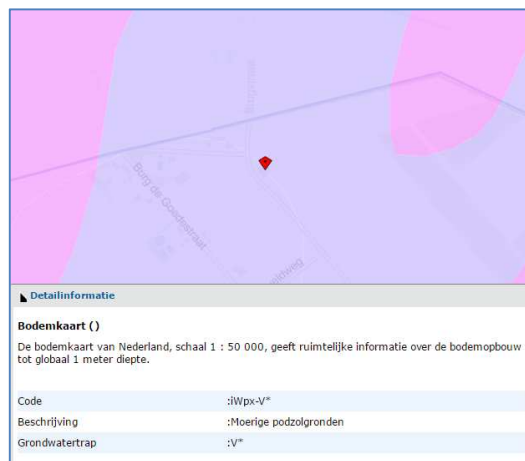 Burg de Goedestraat
Detailinformatie
Bodemkaart ()
De bodemkaart van Nederland, schaal 1 : 50 000, geeft ruimtelijke informatie over de bodemopbouw
tot globaal 1 meter diepte.
Code :iWpx-V*
Beschrijving :Moerige podzolgronden
Grondwatertrap :V*